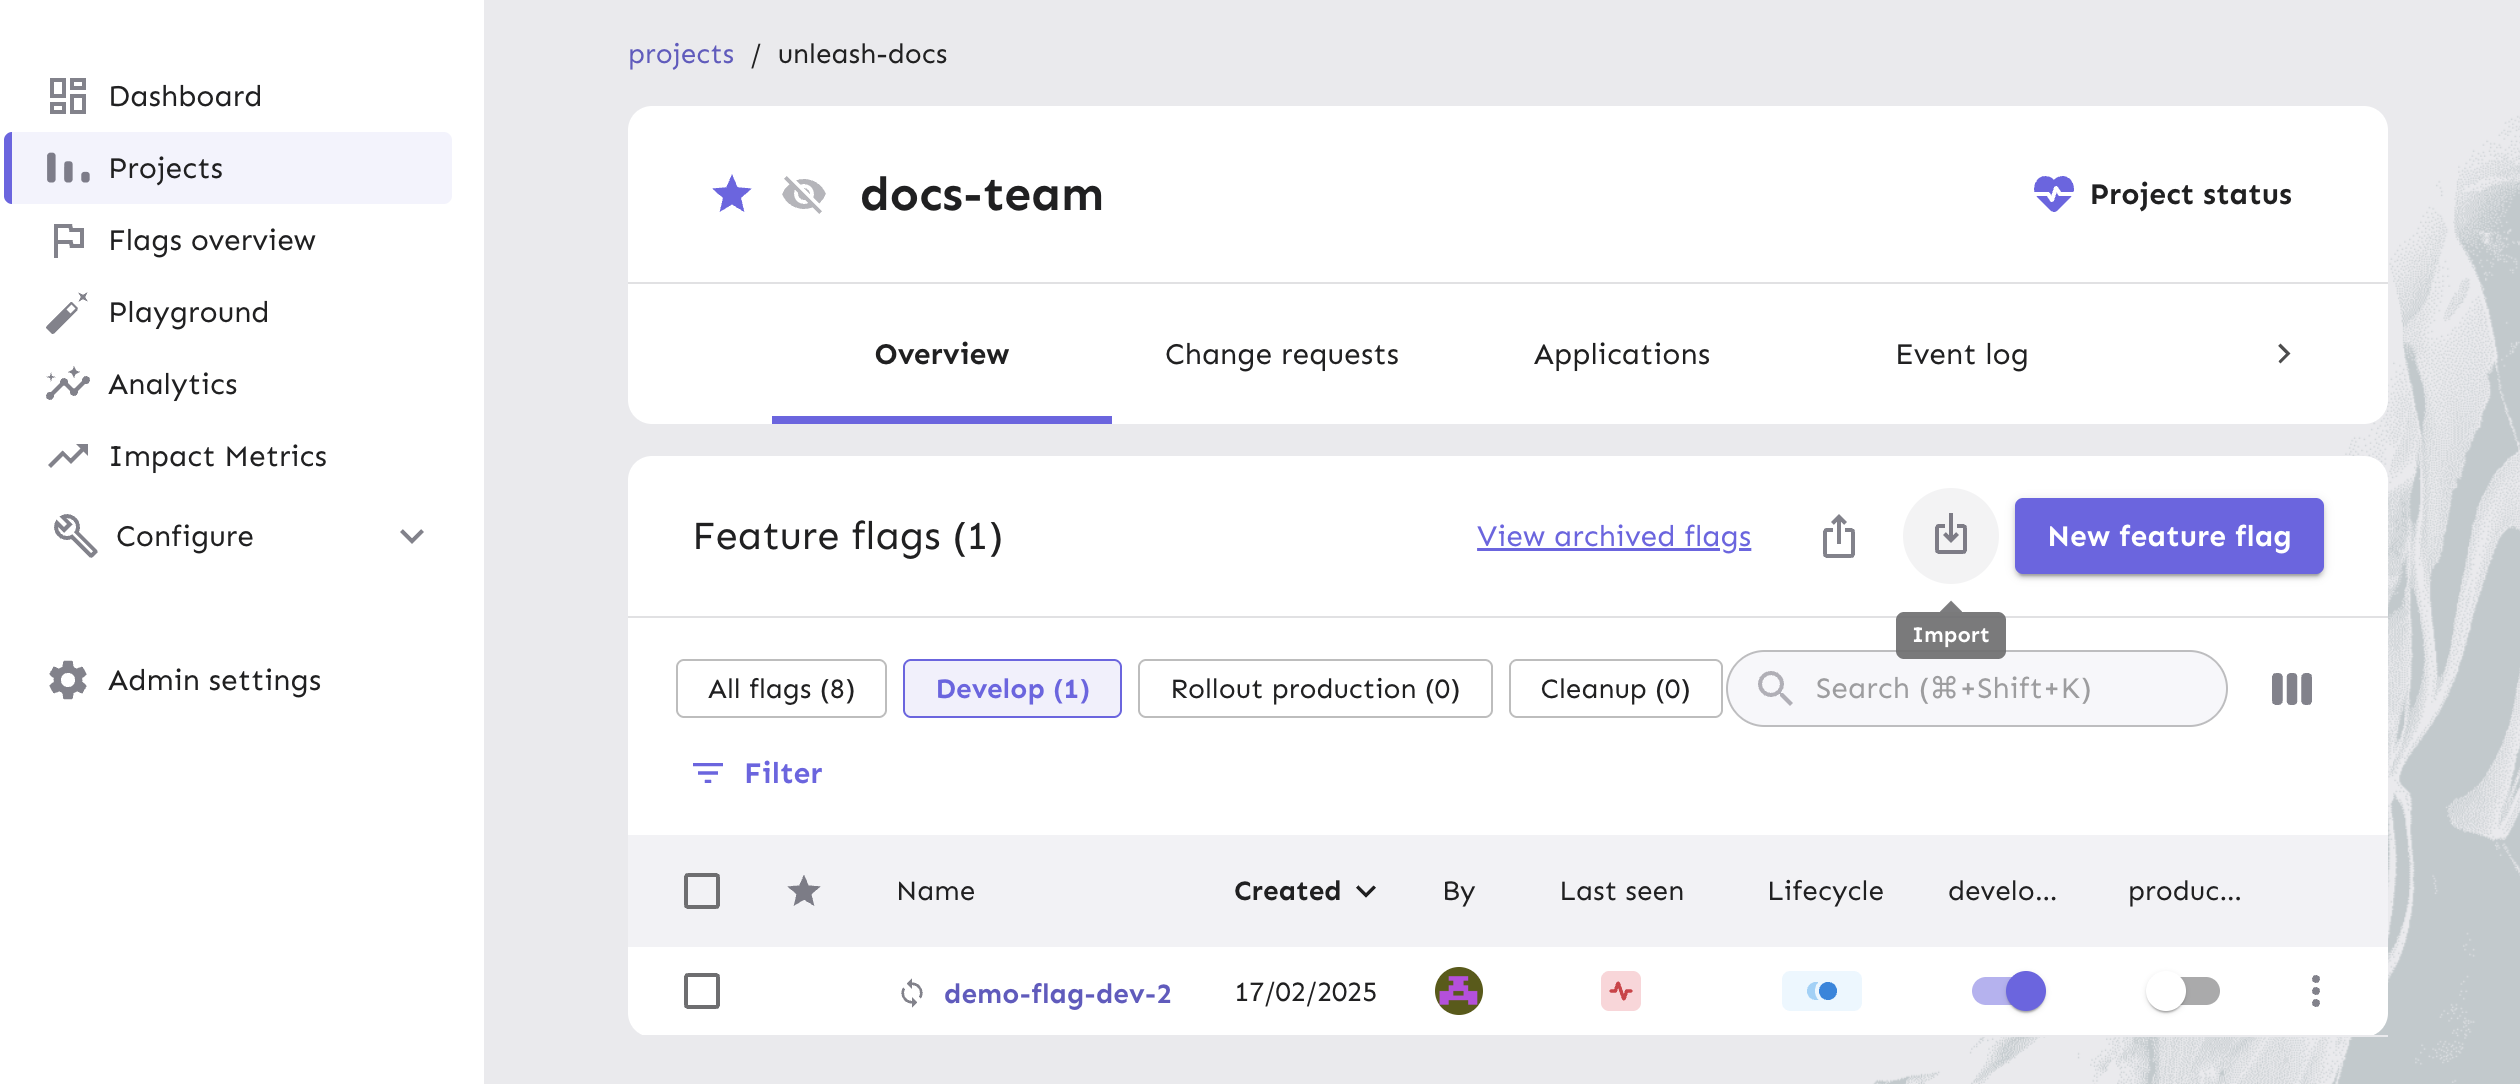 Dashboard
Projects
Flags overview
Playground
Analytics
Impact Metrics
Configure
Admin settings
projects / unleash-docs
docs-team
Project status
Overview Change requests Applications Event log
Feature flags (1)
View archived flags
New feature flag
Import
All flags (8) Develop (1) Rollout production (0) Cleanup (0) Search (⌘+Shift+K)
Filter
Name Created By Last seen Lifecycle develo... produc...
demo-flag-dev-2 17/02/2025